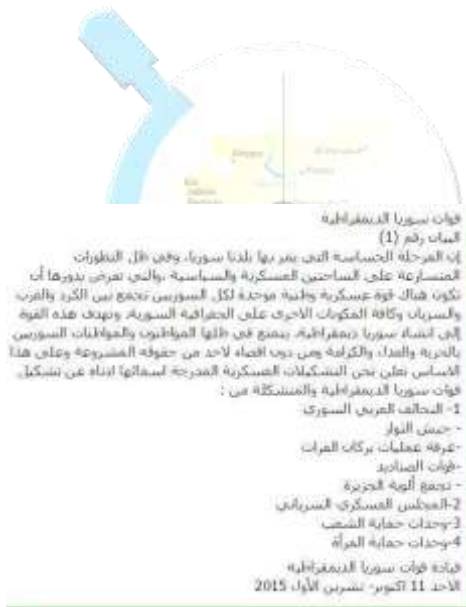 قوات سوريا الديمقراطية
البيان رقم (1)
إن المرحلة الحساسة التي يمر بها بلدنا سوريا، وفي ظل التطورات
المتسارعة على الساحتين العسكرية والسياسية ،والتي تفرض بدورها أن
تكون هناك قوة عسكرية وطنية موحدة لكل السوريين تجمع بين الكرد والعرب
والسريان وكافة المكونات الاخرى على الجغرافية السورية، وتهدف هذه القوة
إلى انشاء سوريا ديمقراطية، يتمتع في ظلها المواطنون والمواطنات السوريين
بالحرية والعدل والكرامة ومن دون اقصاء لاحد من حقوقه المشروعة وعلى هذا
الاساس نعلن نحن التشكيلات العسكرية المدرجة اسمائها ادناه عن تشكيل
قوات سوريا الديمقراطية والمتشكلة من :
1- التحالف العربي السوري
- جيش الثوار
-غرفة عمليات بركان الفرات
-قوات الصناديد
- تجمع ألوية الجزيرة
2-المجلس العسكري السرياني
3-وحدات حماية الشعب
4-وحدات حماية المرأة
قيادة قوات سوريا الديمقراطية
الاحد 11 اكتوبر- تشرين الأول 2015